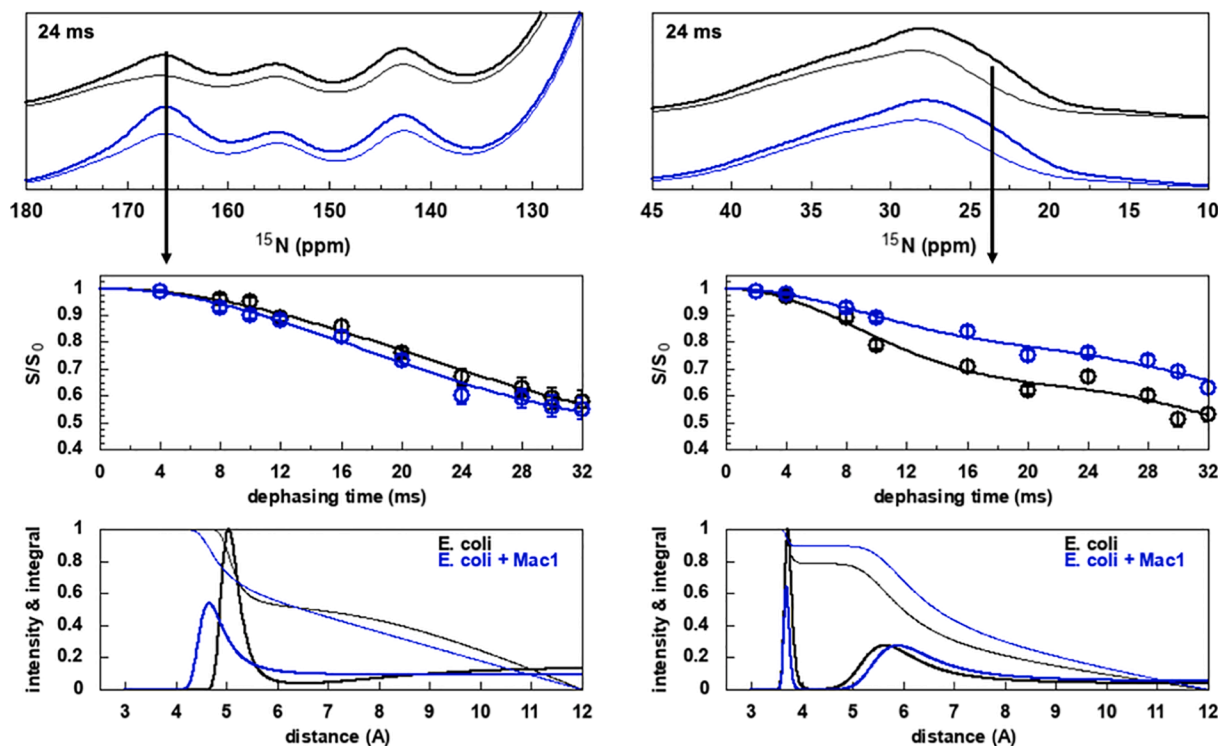 24 ms
24 ms
180 170 160 150 140 130
45 40 35 30 25 20 15 10
¹⁵N (ppm)
¹⁵N (ppm)
1
0.9
0.8
0.7
0.6
0.5
0.4
S/S₀
0 4 8 12 16 20 24 28 32
dephasing time (ms)
1
0.9
0.8
0.7
0.6
0.5
0.4
S/S₀
0 4 8 12 16 20 24 28 32
dephasing time (ms)
1
0.8
0.6
0.4
0.2
0
intensity & integral
E. coli
E. coli + Mac1
3 4 5 6 7 8 9 10 11 12
distance (A)
1
0.8
0.6
0.4
0.2
0
intensity & integral
E. coli
E. coli + Mac1
3 4 5 6 7 8 9 10 11 12
distance (A)